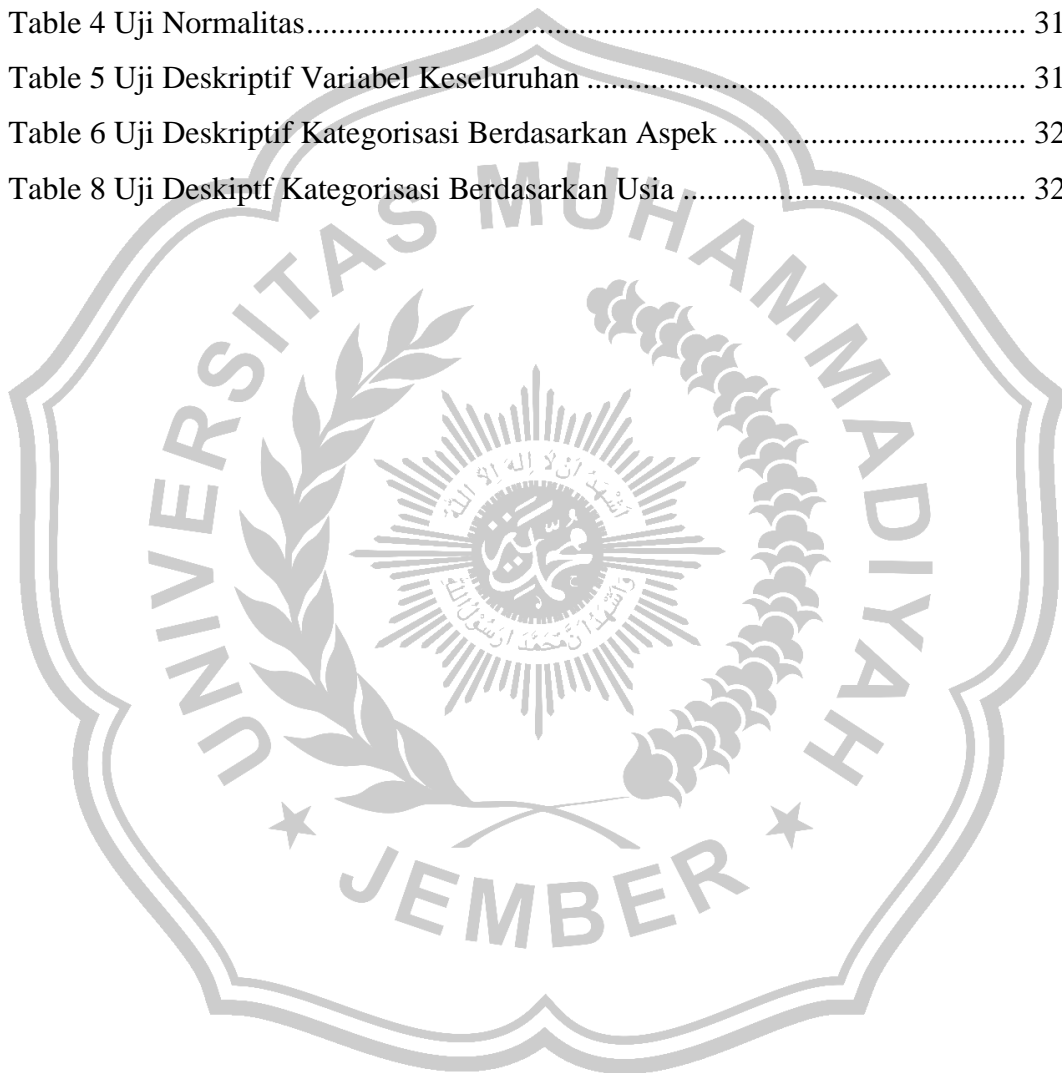 Table 4 Uji Normalitas........................................................................................ 31
Table 5 Uji Deskriptif Variabel Keseluruhan ...................................................... 31
Table 6 Uji Deskriptif Kategorisasi Berdasarkan Aspek ..................................... 32
Table 8 Uji Deskiptf Kategorisasi Berdasarkan Usia .......................................... 32
UNIVERSITAS MUHAMMADIYAH
JEMBER